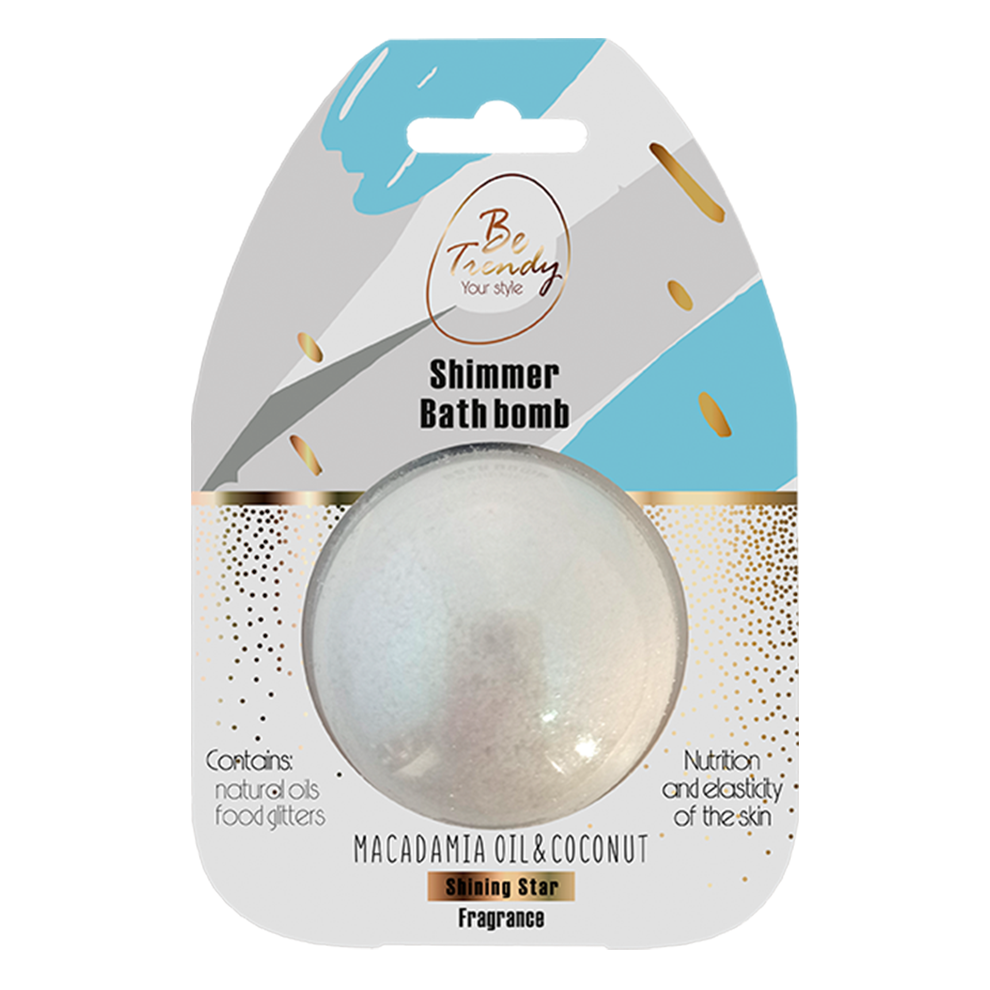 Be
Trendy
Your style
Shimmer
Bath bomb
Contains:
natural oils
food glitters
Nutrition
and elasticity
of the skin
MACADAMIA OIL&COCONUT
Shining Star
Fragrance